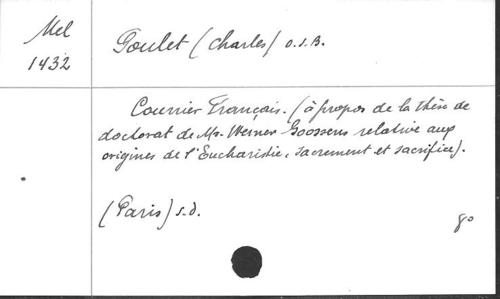 Mel
1432
Poulet (Charles) o.s.B.
Courrier Français. (à propos de la thèse de
doctorat de Mr. Werner Goossens relative aux
origines de l'Eucharistie, sacrement et sacrifice).
(Paris) s.d.
8o